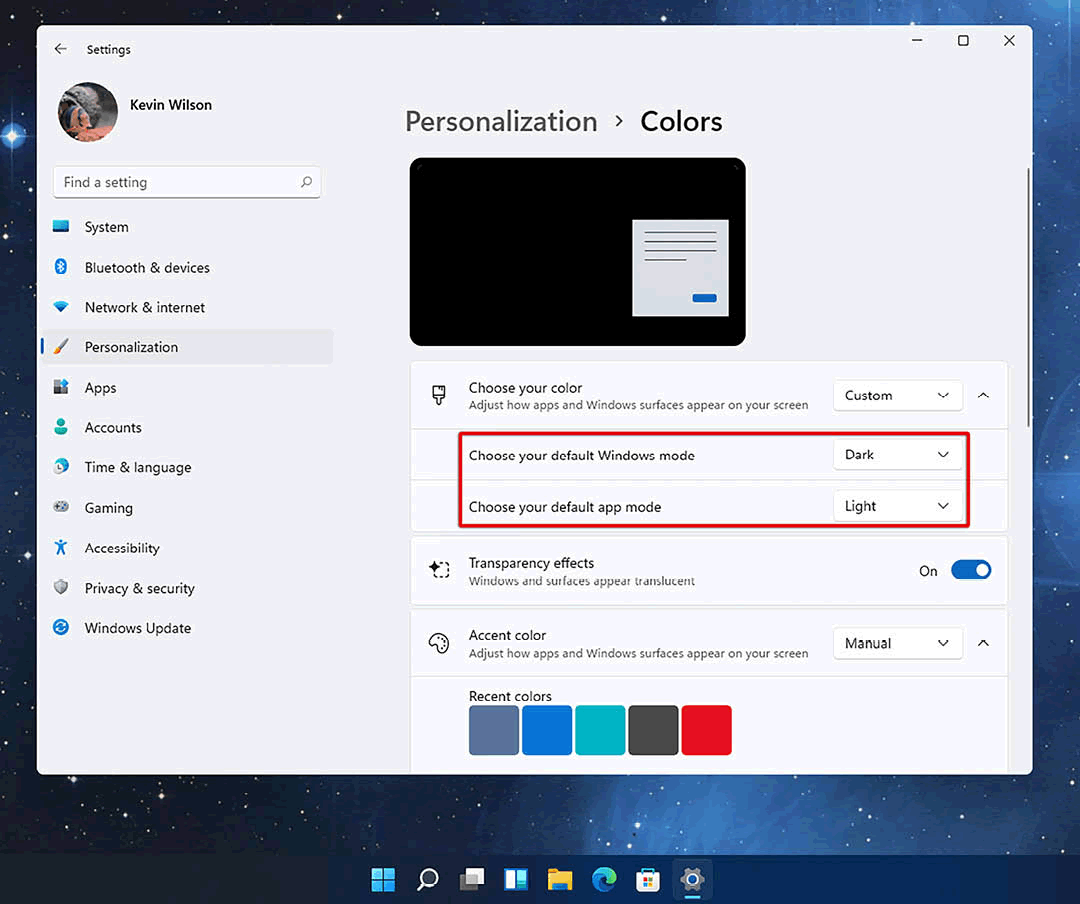 Settings
Kevin Wilson
Find a setting
System
Bluetooth & devices
Network & internet
Personalization
Apps
Accounts
Time & language
Gaming
Accessibility
Privacy & security
Windows Update
Personalization › Colors
Choose your color
Adjust how apps and Windows surfaces appear on your screen
Custom
Choose your default Windows mode
Dark
Choose your default app mode
Light
Transparency effects
Windows and surfaces appear translucent
On
Accent color
Adjust how apps and Windows surfaces appear on your screen
Manual
Recent colors